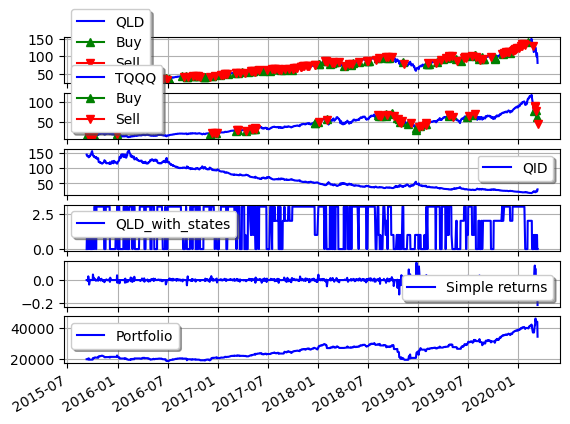 QLD
Buy
Sell
150
100
50
TQQQ
Buy
Sell
100
50
150
100
50
QID
2.5
0.0
QLD_with_states
0.0
−0.2
Simple returns
40000
20000
Portfolio
2015-07
2016-01
2016-07
2017-01
2017-07
2018-01
2018-07
2019-01
2019-07
2020-01